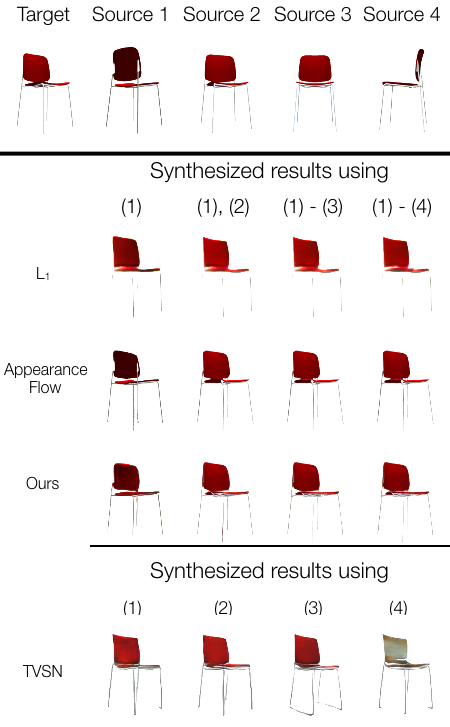 Target Source 1 Source 2 Source 3 Source 4
Synthesized results using
(1) (1), (2) (1) - (3) (1) - (4)
L₁
Appearance
Flow
Ours
Synthesized results using
(1) (2) (3) (4)
TVSN